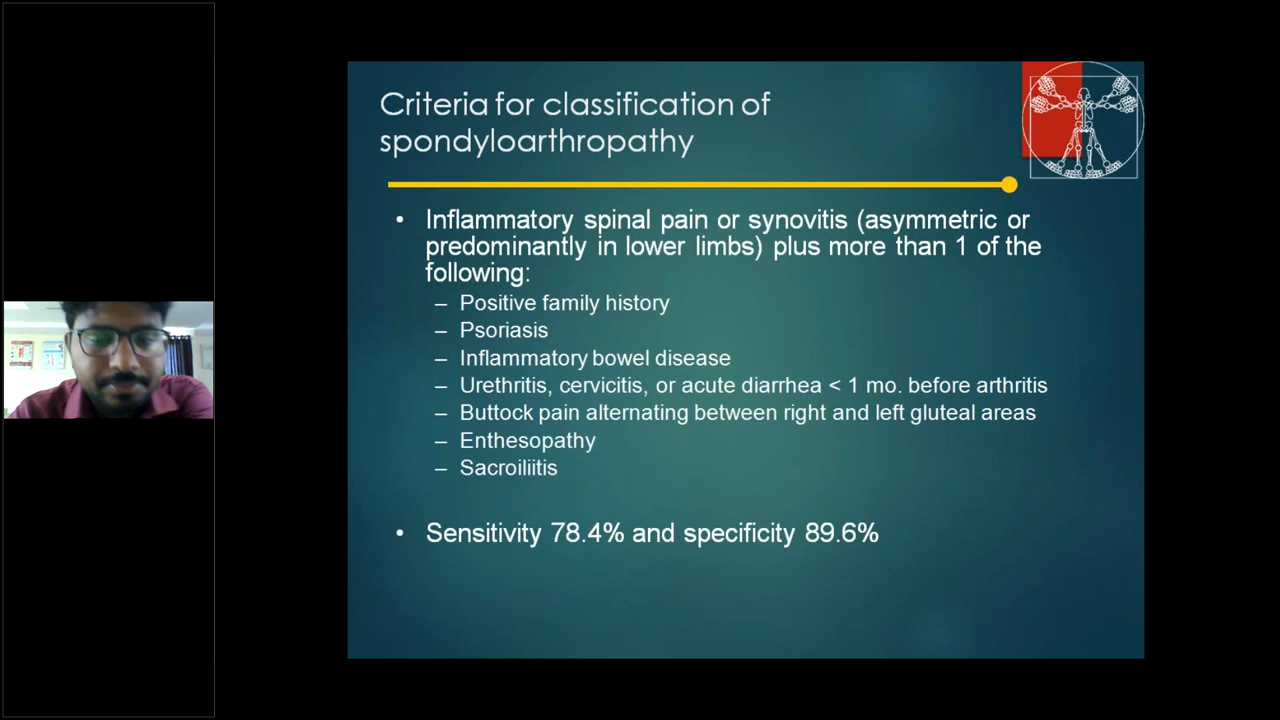 Criteria for classification of
spondyloarthropathy
• Inflammatory spinal pain or synovitis (asymmetric or
predominantly in lower limbs) plus more than 1 of the
following:
– Positive family history
– Psoriasis
– Inflammatory bowel disease
– Urethritis, cervicitis, or acute diarrhea < 1 mo. before arthritis
– Buttock pain alternating between right and left gluteal areas
– Enthesopathy
– Sacroiliitis
• Sensitivity 78.4% and specificity 89.6%